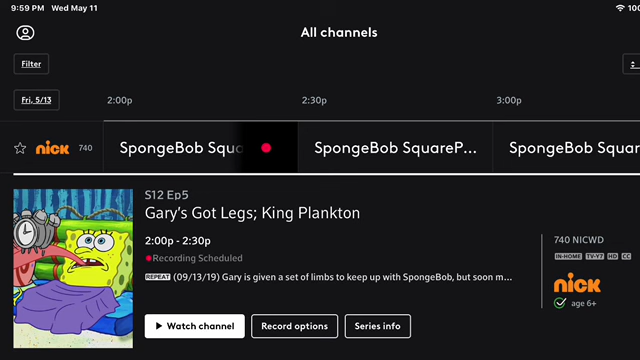 9:59 PM Wed May 11
All channels
Filter
Fri, 5/13 2:00p 2:30p 3:00p
nick 740 SpongeBob Squa SpongeBob SquareP... SpongeBob Squar
S12 Ep5
Gary's Got Legs; King Plankton
2:00p - 2:30p
Recording Scheduled
REPEAT (09/13/19) Gary is given a set of limbs to keep up with SpongeBob, but soon m...
740 NICWD
IN-HOME TV-Y7 HD CC
nick
age 6+
Watch channel Record options Series info